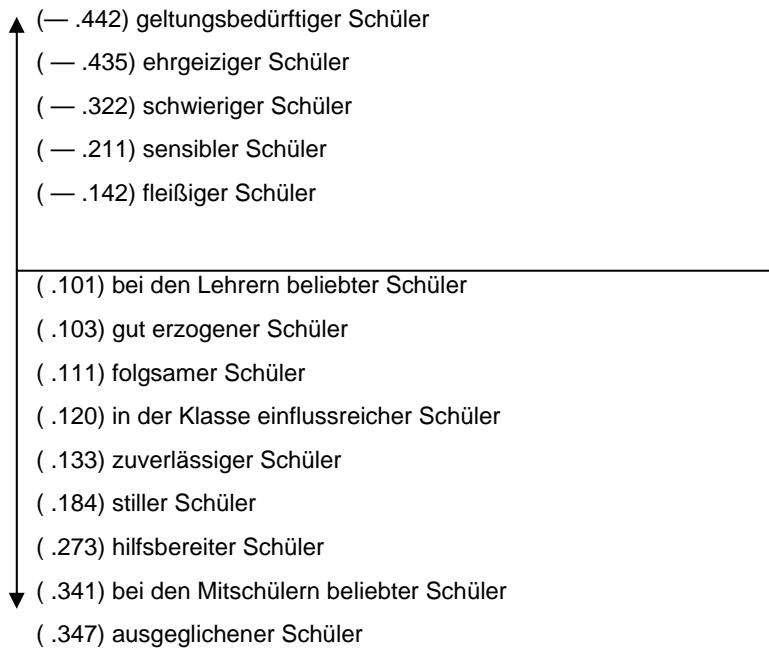 (— .442) geltungsbedürftiger Schüler
( — .435) ehrgeiziger Schüler
( — .322) schwieriger Schüler
( — .211) sensibler Schüler
( — .142) fleißiger Schüler
( .101) bei den Lehrern beliebter Schüler
( .103) gut erzogener Schüler
( .111) folgsamer Schüler
( .120) in der Klasse einflussreicher Schüler
( .133) zuverlässiger Schüler
( .184) stiller Schüler
( .273) hilfsbereiter Schüler
( .341) bei den Mitschülern beliebter Schüler
( .347) ausgeglichener Schüler